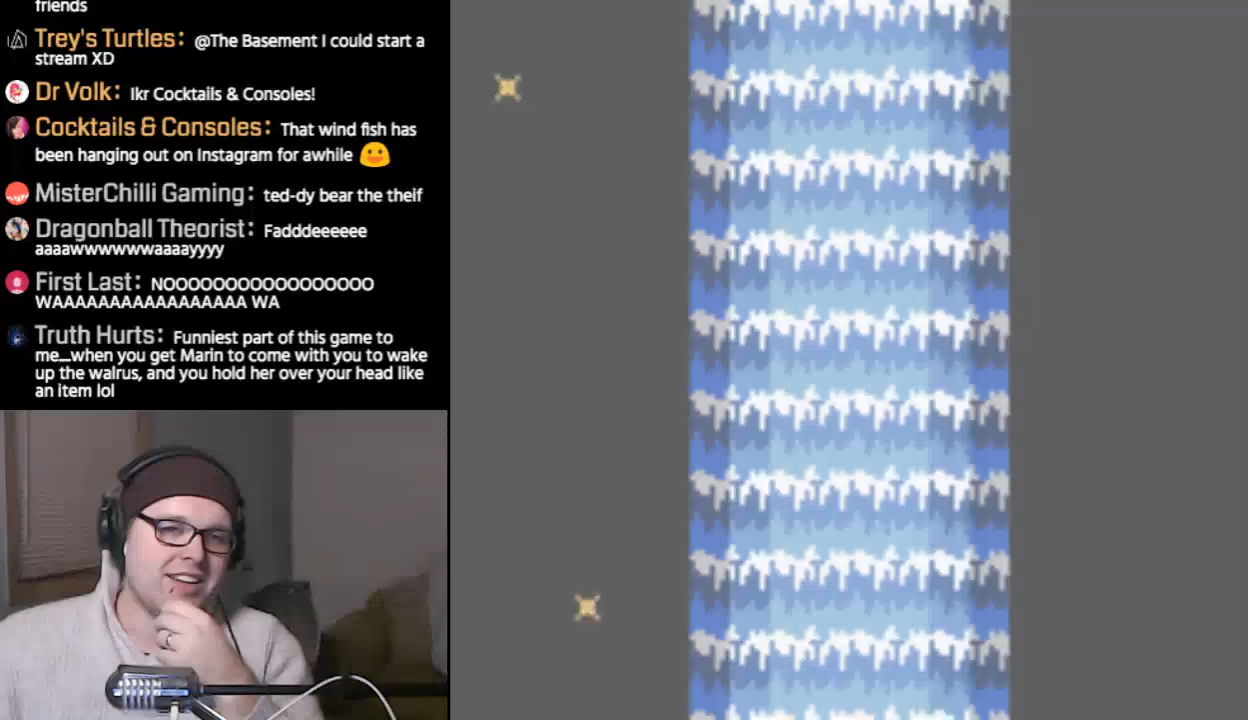 friends
Trey's Turtles: @The Basement I could start a
stream XD
Dr Volk: Ikr Cocktails & Consoles!
Cocktails & Consoles: That wind fish has
been hanging out on Instagram for awhile
MisterChilli Gaming: ted-dy bear the theif
Dragonball Theorist: Fadddeeeeee
aaaawwwwwwaaaayyyy
First Last: NOOOOOOOOOOOOOOOOO
WAAAAAAAAAAAAAAAAA WA
Truth Hurts: Funniest part of this game to
me....when you get Marin to come with you to wake
up the walrus, and you hold her over your head like
an item lol